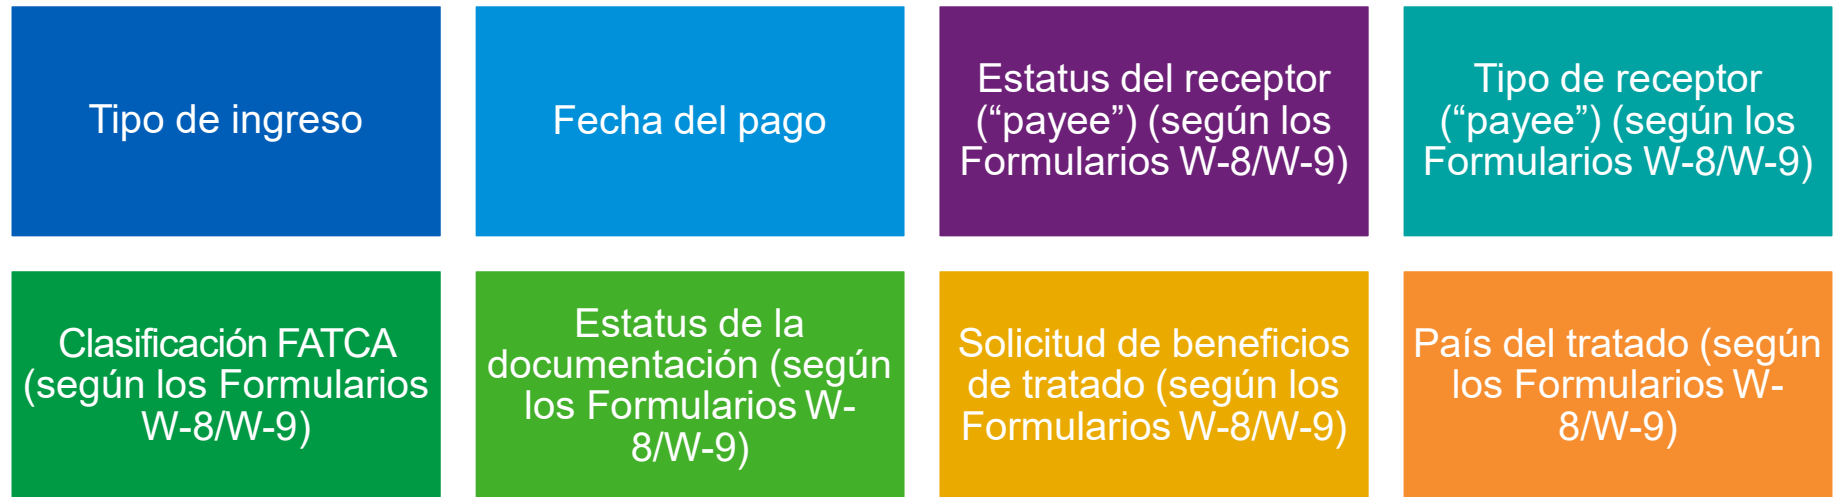 Tipo de ingreso
Fecha del pago
Estatus del receptor
(“payee”) (según los
Formularios W-8/W-9)
Tipo de receptor
(“payee”) (según los
Formularios W-8/W-9)
Clasificación FATCA
(según los Formularios
W-8/W-9)
Estatus de la
documentación (según
los Formularios W-
8/W-9)
Solicitud de beneficios
de tratado (según los
Formularios W-8/W-9)
País del tratado (según
los Formularios W-
8/W-9)